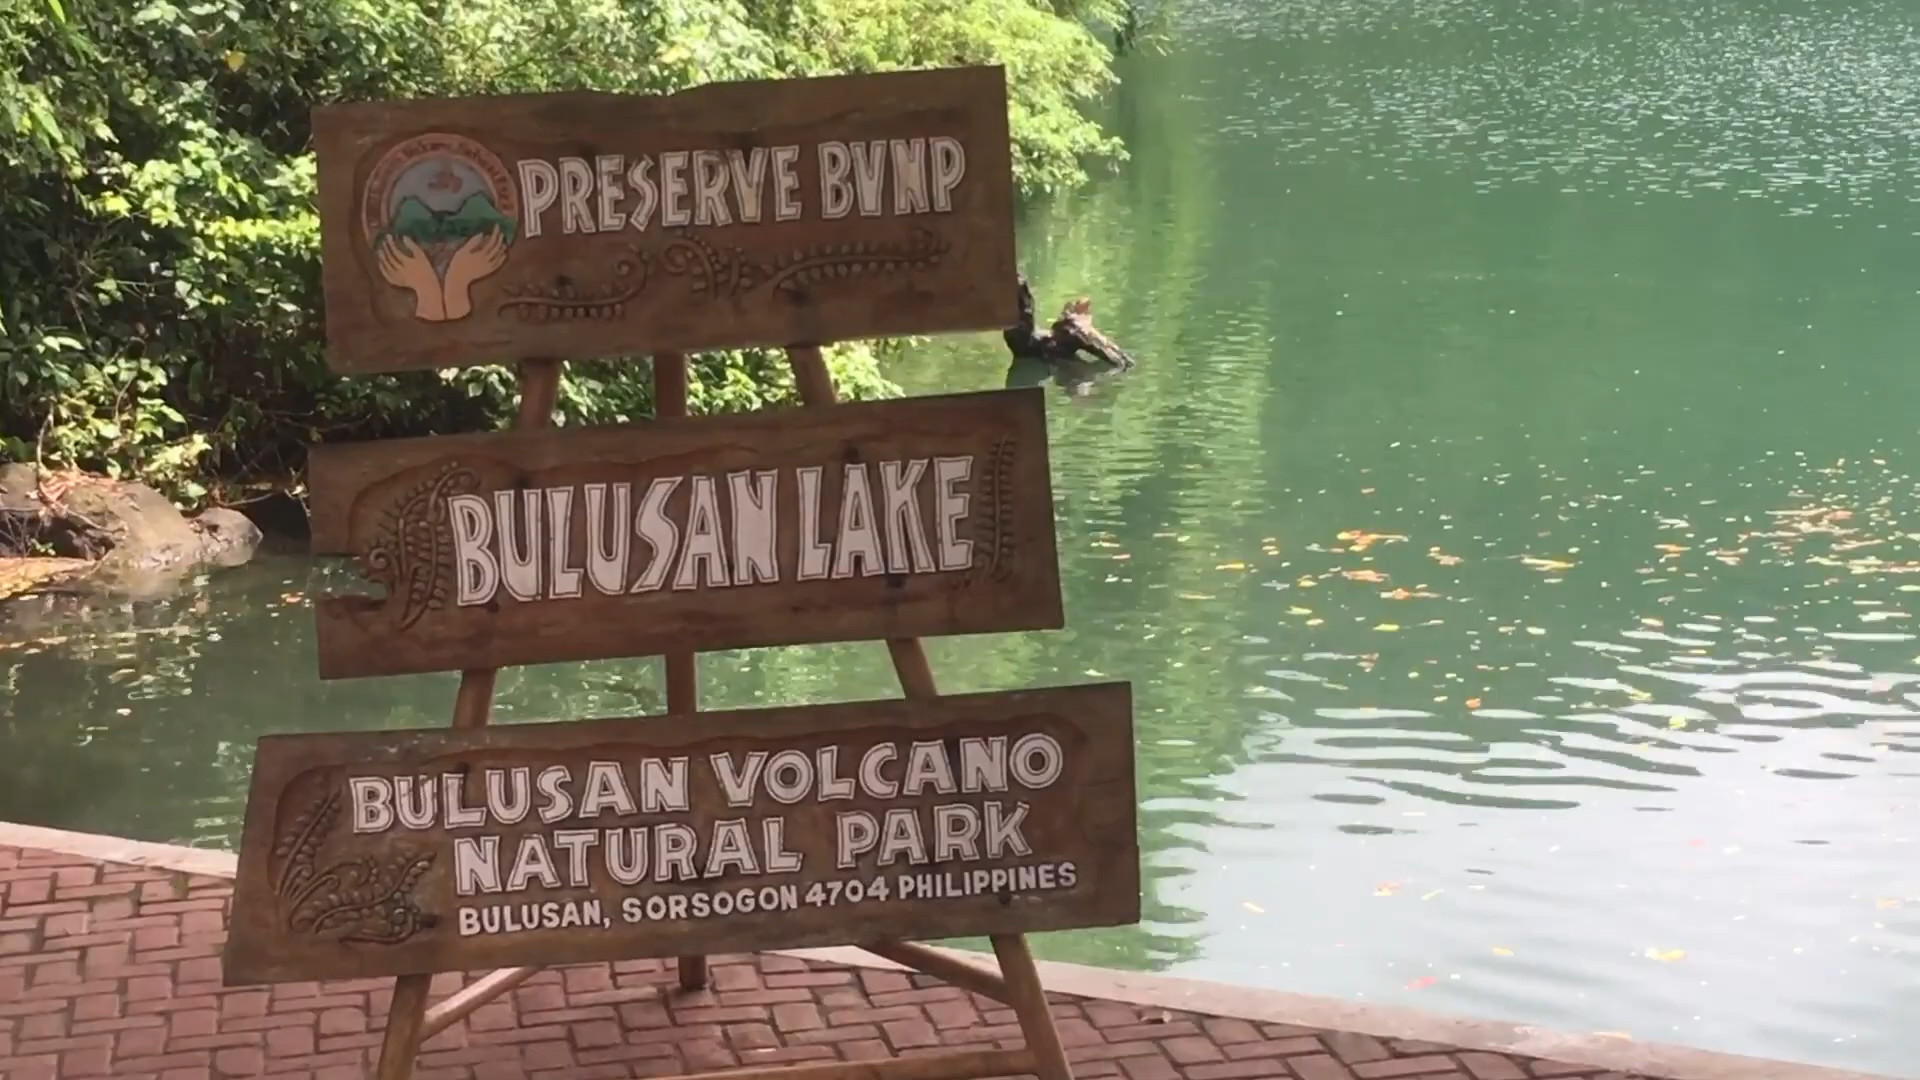 PRESERVE BVNP
BULUSAN LAKE
BULUSAN VOLCANO
NATURAL PARK
BULUSAN, SORSOGON 4704 PHILIPPINES